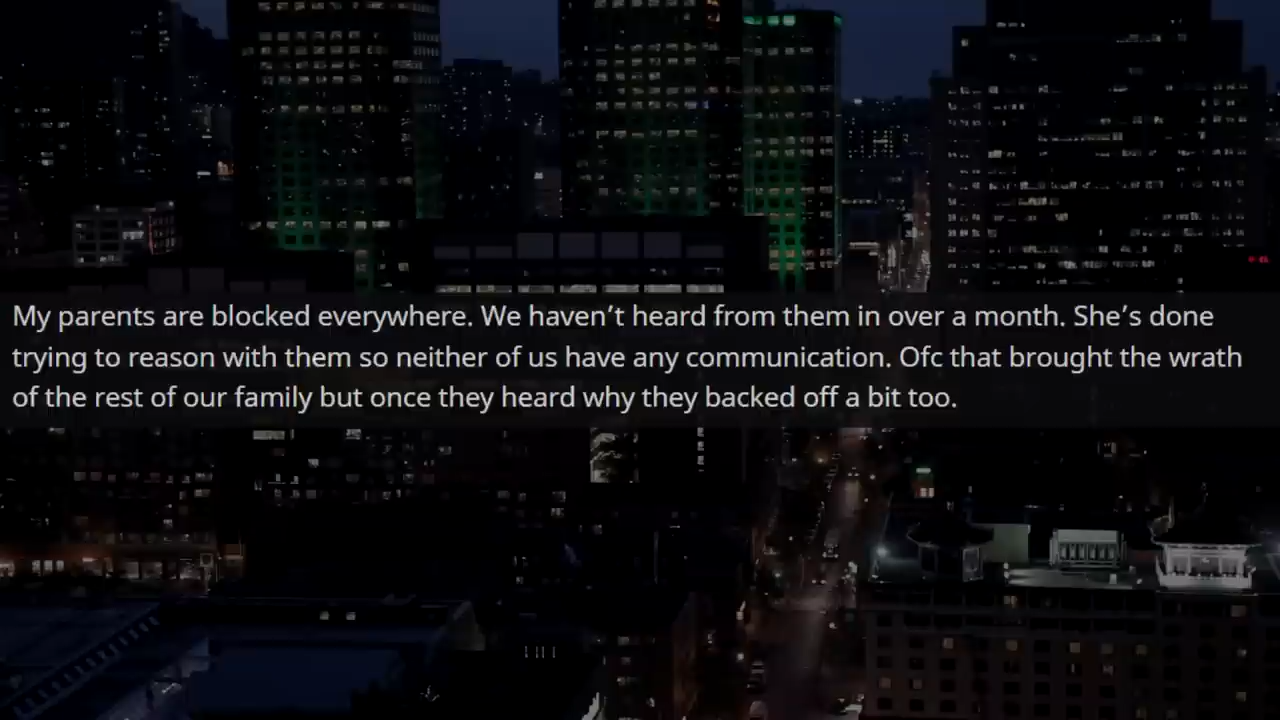 My parents are blocked everywhere. We haven’t heard from them in over a month. She’s done
trying to reason with them so neither of us have any communication. Ofc that brought the wrath
of the rest of our family but once they heard why they backed off a bit too.